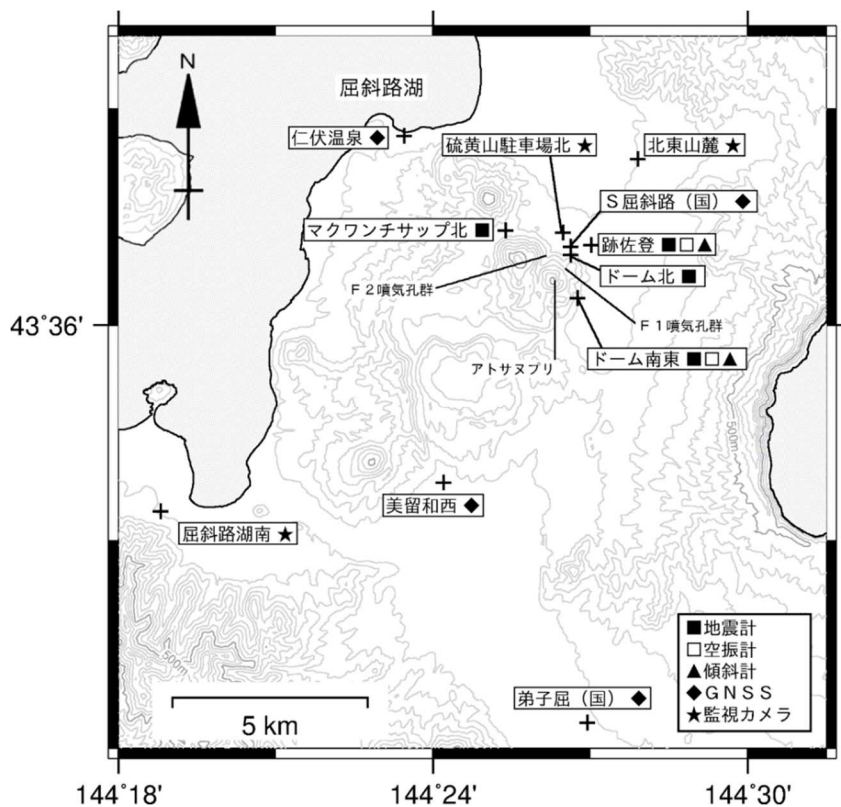 N
屈斜路湖
仁伏温泉 ◆
硫黄山駐車場北 ★
北東山麓 ★
S屈斜路（国） ◆
マクワンチサップ北 ■
跡佐登 ■□▲
ドーム北 ■
F2噴気孔群
F1噴気孔群
43°36'
アトサヌプリ
ドーム南東 ■□▲
500m
美留和西 ◆
屈斜路湖南 ★
500m
■地震計
□空振計
▲傾斜計
◆GNSS
★監視カメラ
弟子屈（国） ◆
5 km
144°18'
144°24'
144°30'